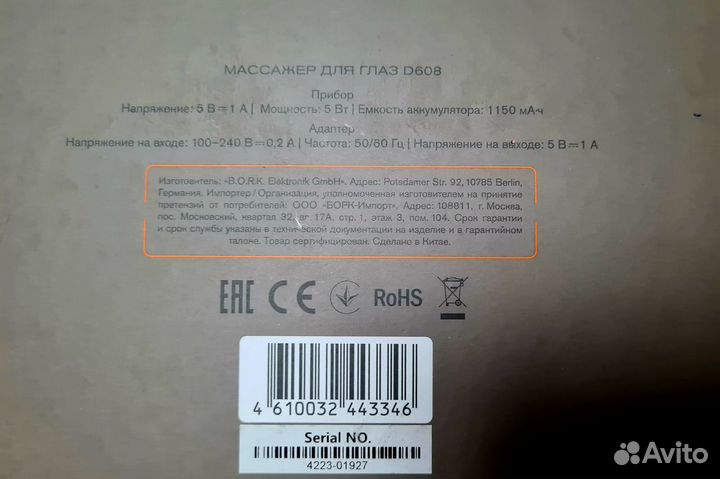 МАССАЖЕР ДЛЯ ГЛАЗ D608
Прибор
Напряжение: 5 В⎓1 А | Мощность: 5 Вт | Емкость аккумулятора: 1150 мА·ч
Адаптер
Напряжение на входе: 100–240 В⎓0,2 А | Частота: 50/60 Гц | Напряжение на выходе: 5 В⎓1 А
Изготовитель: «B.O.R.K. Elektronik GmbH». Адрес: Potsdamer Str. 92, 10785 Berlin,
Германия. Импортер / Организация, уполномоченная изготовителем на принятие
претензий от потребителей: ООО «БОРК-Импорт». Адрес: 108811, г. Москва,
пос. Московский, квартал 32, вл. 17А, стр. 1, этаж 3, пом. 104. Срок гарантии
и срок службы указаны в технической документации на изделие и в гарантийном
талоне. Товар сертифицирован. Сделано в Китае.
EAC CE RoHS
4 610032 443346
Serial NO.
4223-01927
Avito